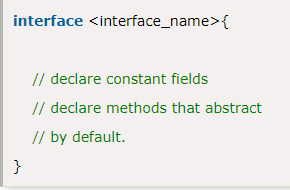 interface <interface_name>{
// declare constant fields
// declare methods that abstract
// by default.
}